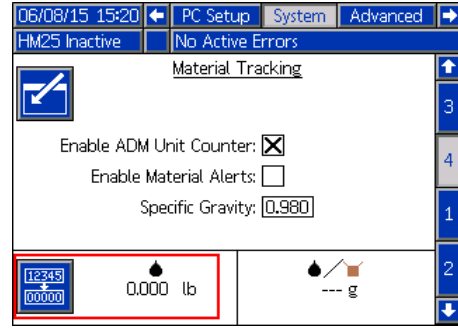 06/08/15 15:20 PC Setup System Advanced
HM25 Inactive No Active Errors
Material Tracking
3
Enable ADM Unit Counter:
4
Enable Material Alerts:
Specific Gravity: 0.980
1
2
12345
00000
0.000 lb
--- g